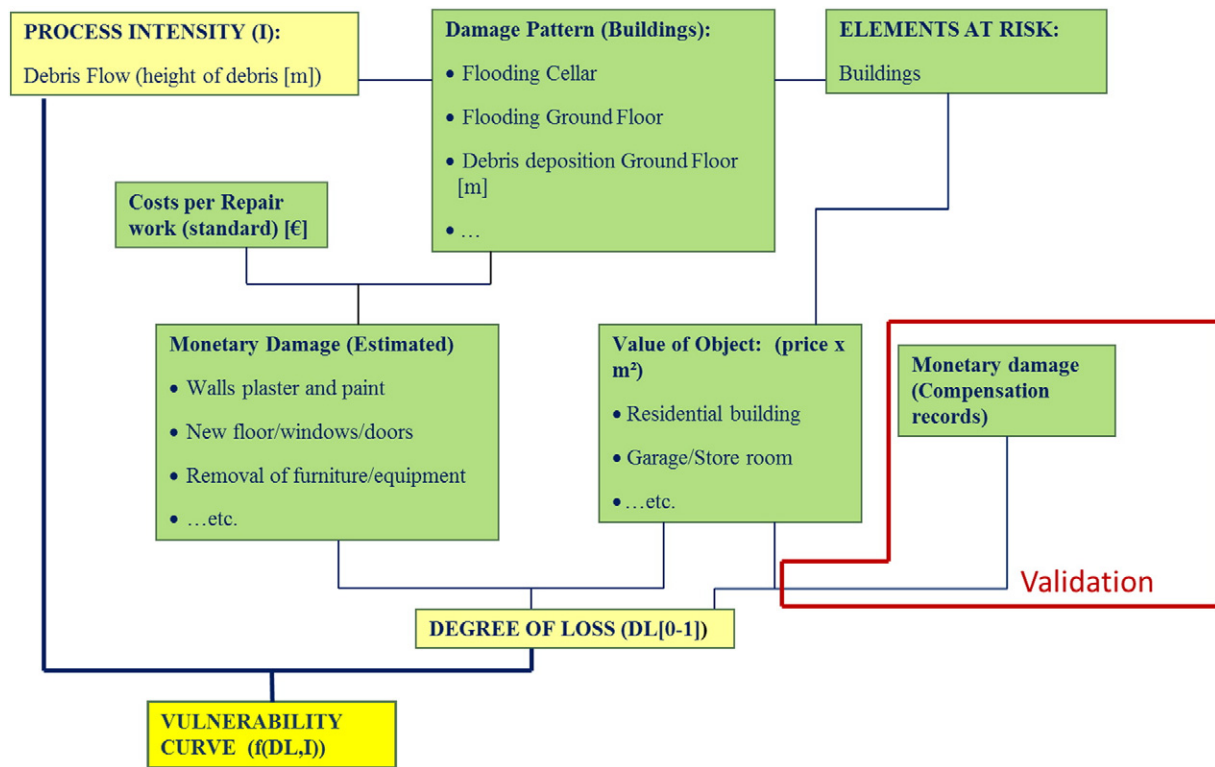 PROCESS INTENSITY (I):
Debris Flow (height of debris [m])
Damage Pattern (Buildings):
• Flooding Cellar
• Flooding Ground Floor
• Debris deposition Ground Floor
[m]
• …
ELEMENTS AT RISK:
Buildings
Costs per Repair
work (standard) [€]
Monetary Damage (Estimated)
• Walls plaster and paint
• New floor/windows/doors
• Removal of furniture/equipment
• …etc.
Value of Object: (price x
m²)
• Residential building
• Garage/Store room
• …etc.
Monetary damage
(Compensation
records)
Validation
DEGREE OF LOSS (DL[0-1])
VULNERABILITY
CURVE (f(DL,I))